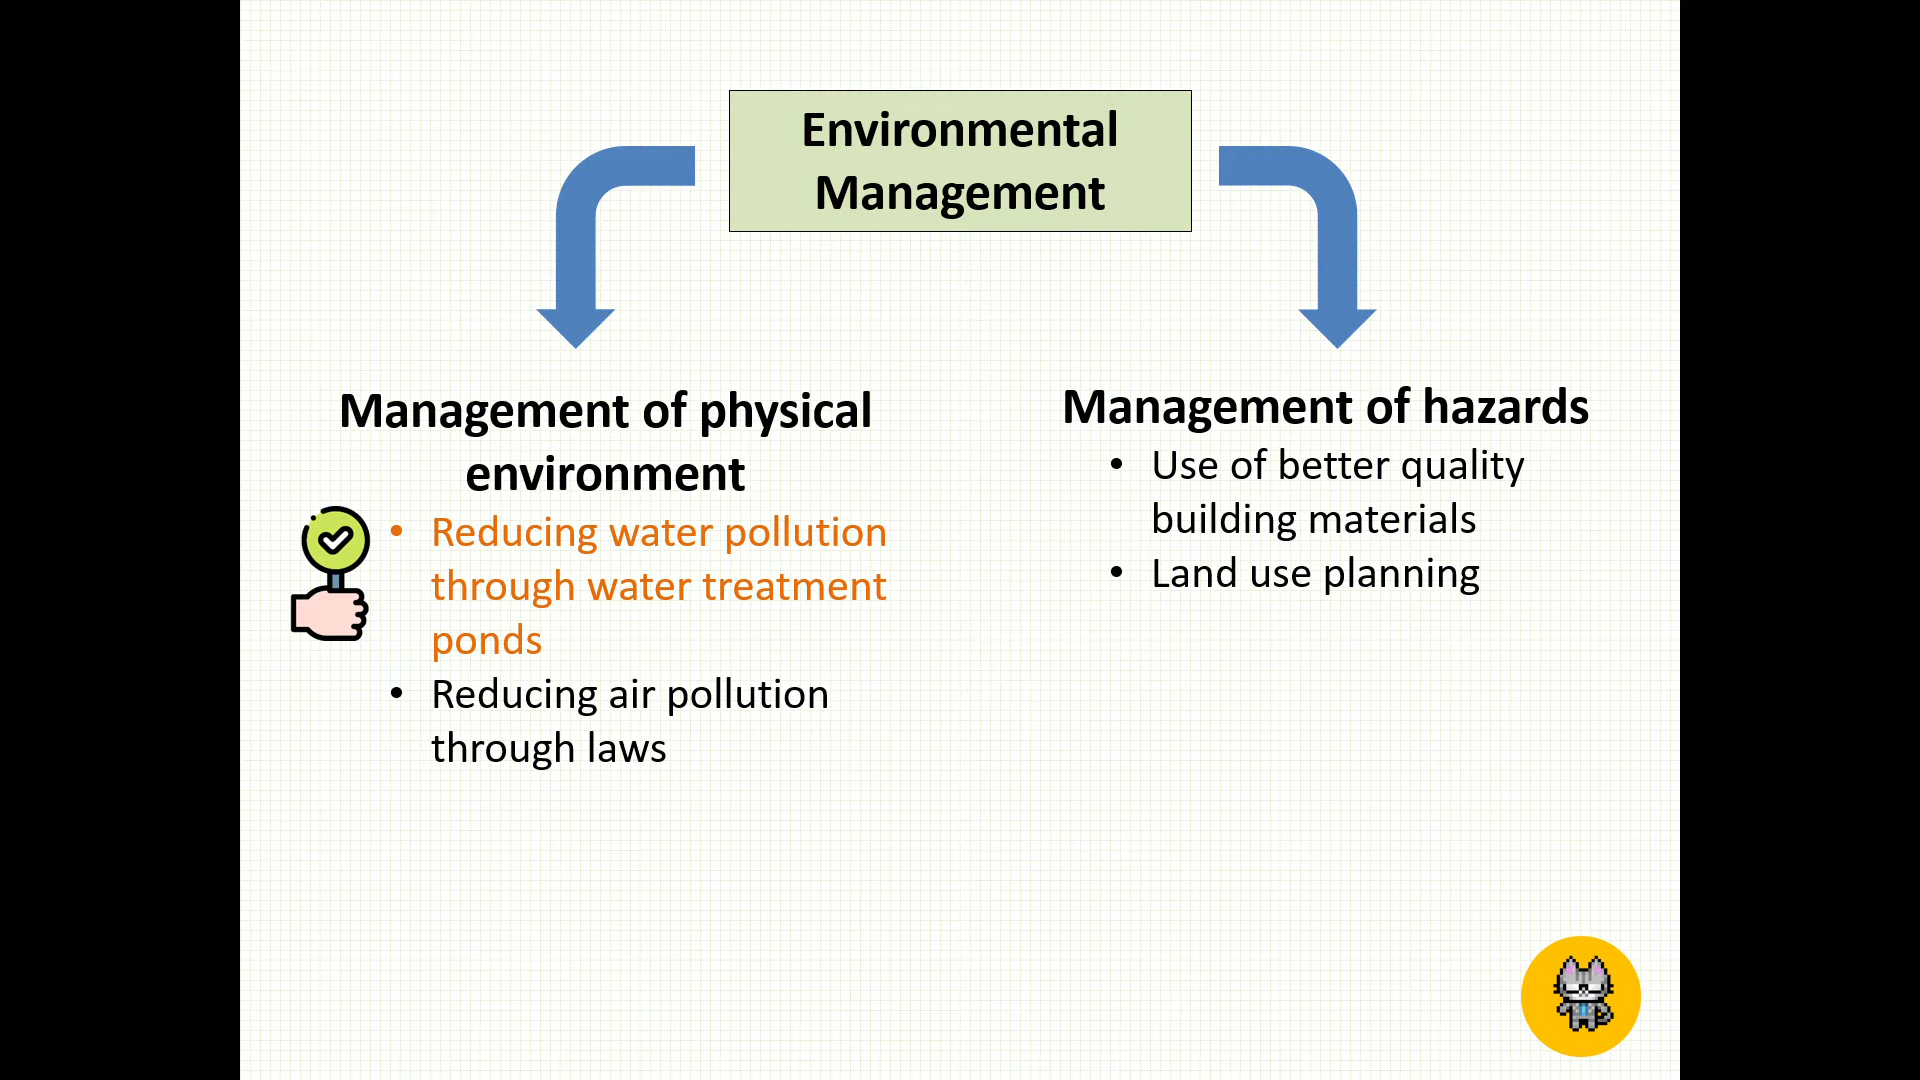 Environmental
Management
Management of physical
environment
• Reducing water pollution
through water treatment
ponds
• Reducing air pollution
through laws
Management of hazards
• Use of better quality
building materials
• Land use planning